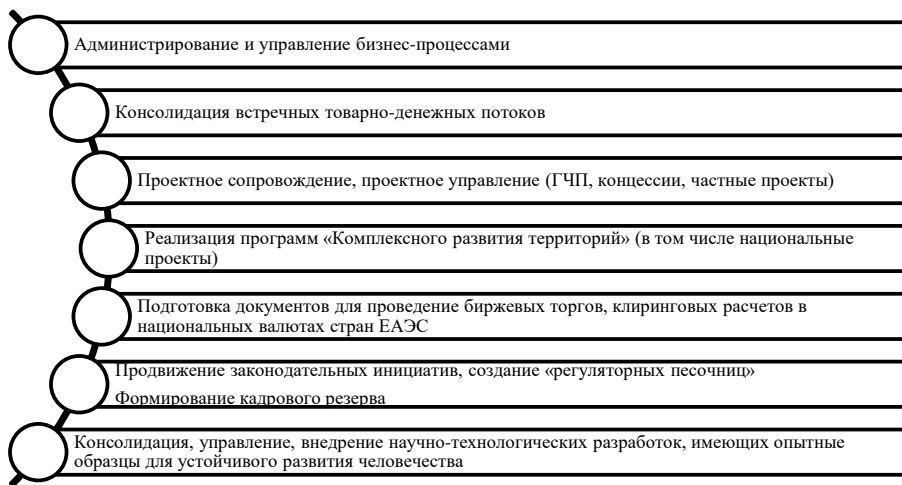 Администрирование и управление бизнес-процессами
Консолидация встречных товарно-денежных потоков
Проектное сопровождение, проектное управление (ГЧП, концессии, частные проекты)
Реализация программ «Комплексного развития территорий» (в том числе национальные
проекты)
Подготовка документов для проведение биржевых торгов, клиринговых расчетов в
национальных валютах стран ЕАЭС
Продвижение законодательных инициатив, создание «регуляторных песочниц»
Формирование кадрового резерва
Консолидация, управление, внедрение научно-технологических разработок, имеющих опытные
образцы для устойчивого развития человечества